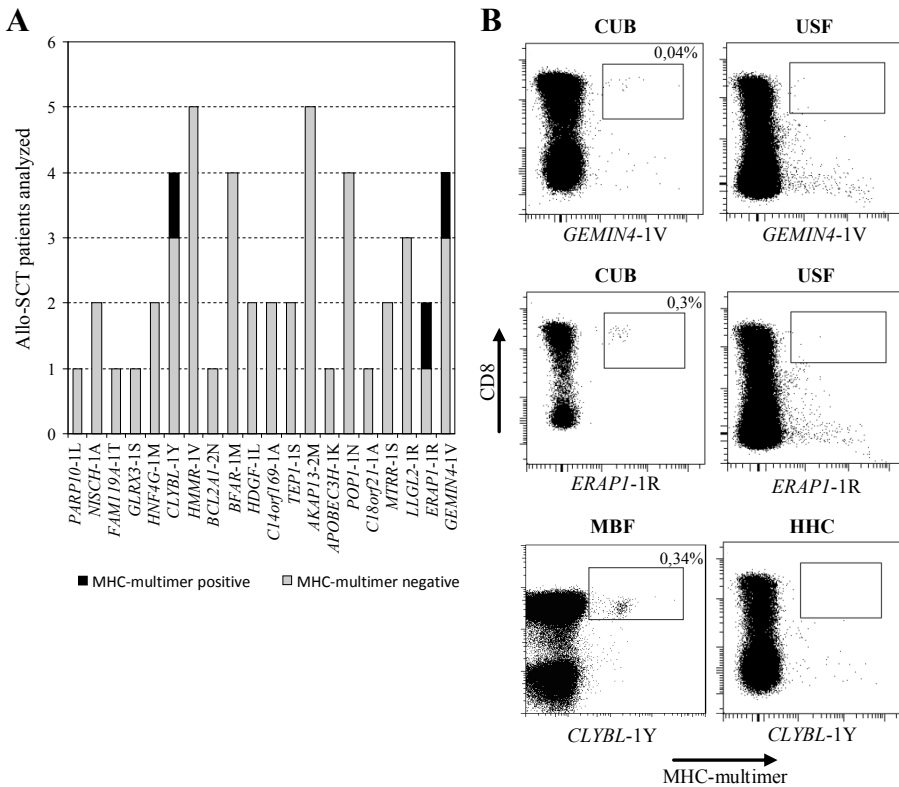 A
Allo-SCT patients analyzed
6
5
4
3
2
1
0
PARP10-1L
NISCH-1A
FAM119A-1T
GLRX3-1S
HNF4G-1M
CLYBL-1Y
HMMR-1V
BCL2A1-2N
BFAR-1M
HDGF-1L
C14orf169-1A
TEP1-1S
AKAP13-2M
APOBEC3H-1K
POP1-1N
C18orf21-1A
MTRR-1S
LLGL2-1R
ERAP1-1R
GEMIN4-1V
MHC-multimer positive
MHC-multimer negative
B
CUB
USF
0,04%
GEMIN4-1V
GEMIN4-1V
CUB
USF
0,3%
CD8
ERAP1-1R
ERAP1-1R
MBF
HHC
0,34%
CLYBL-1Y
CLYBL-1Y
MHC-multimer